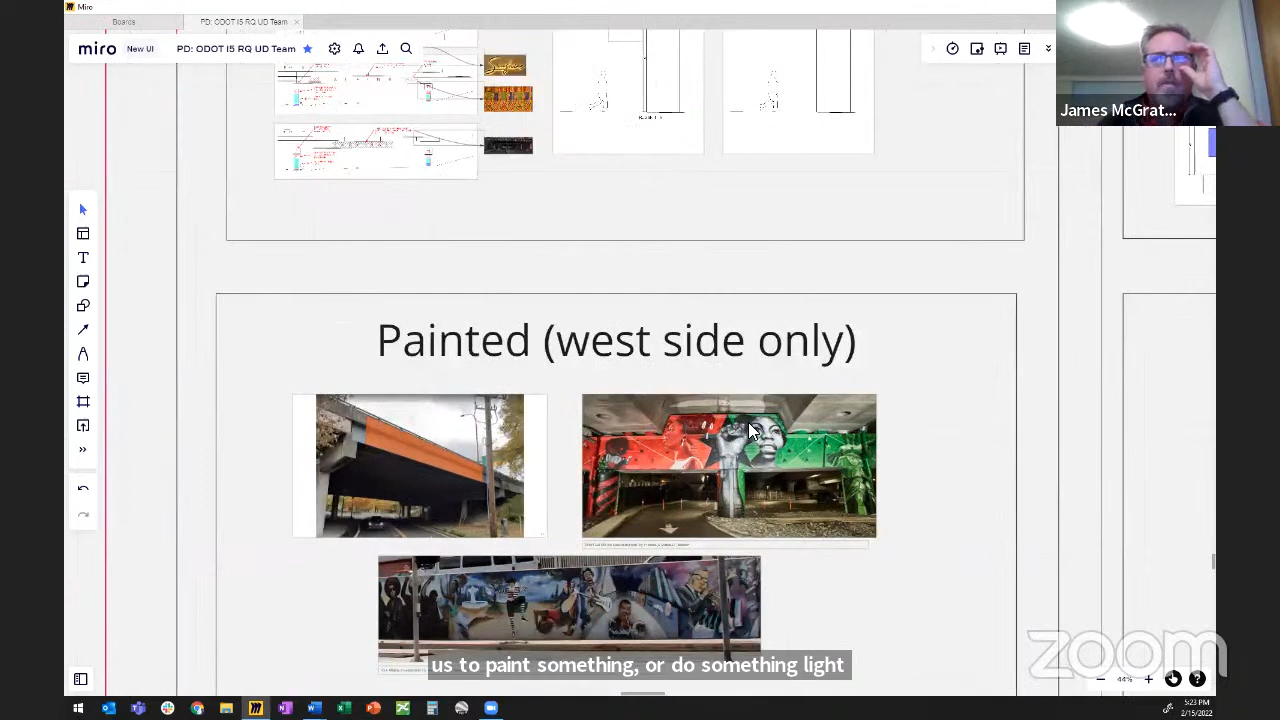 Miro
Boards
PD: ODOT I5 RQ UD Team
miro
New UI
PD: ODOT I5 RQ UD Team
James McGrat...
Painted (west side only)
us to paint something, or do something light
zoom
44%
5:23 PM
2/15/2022